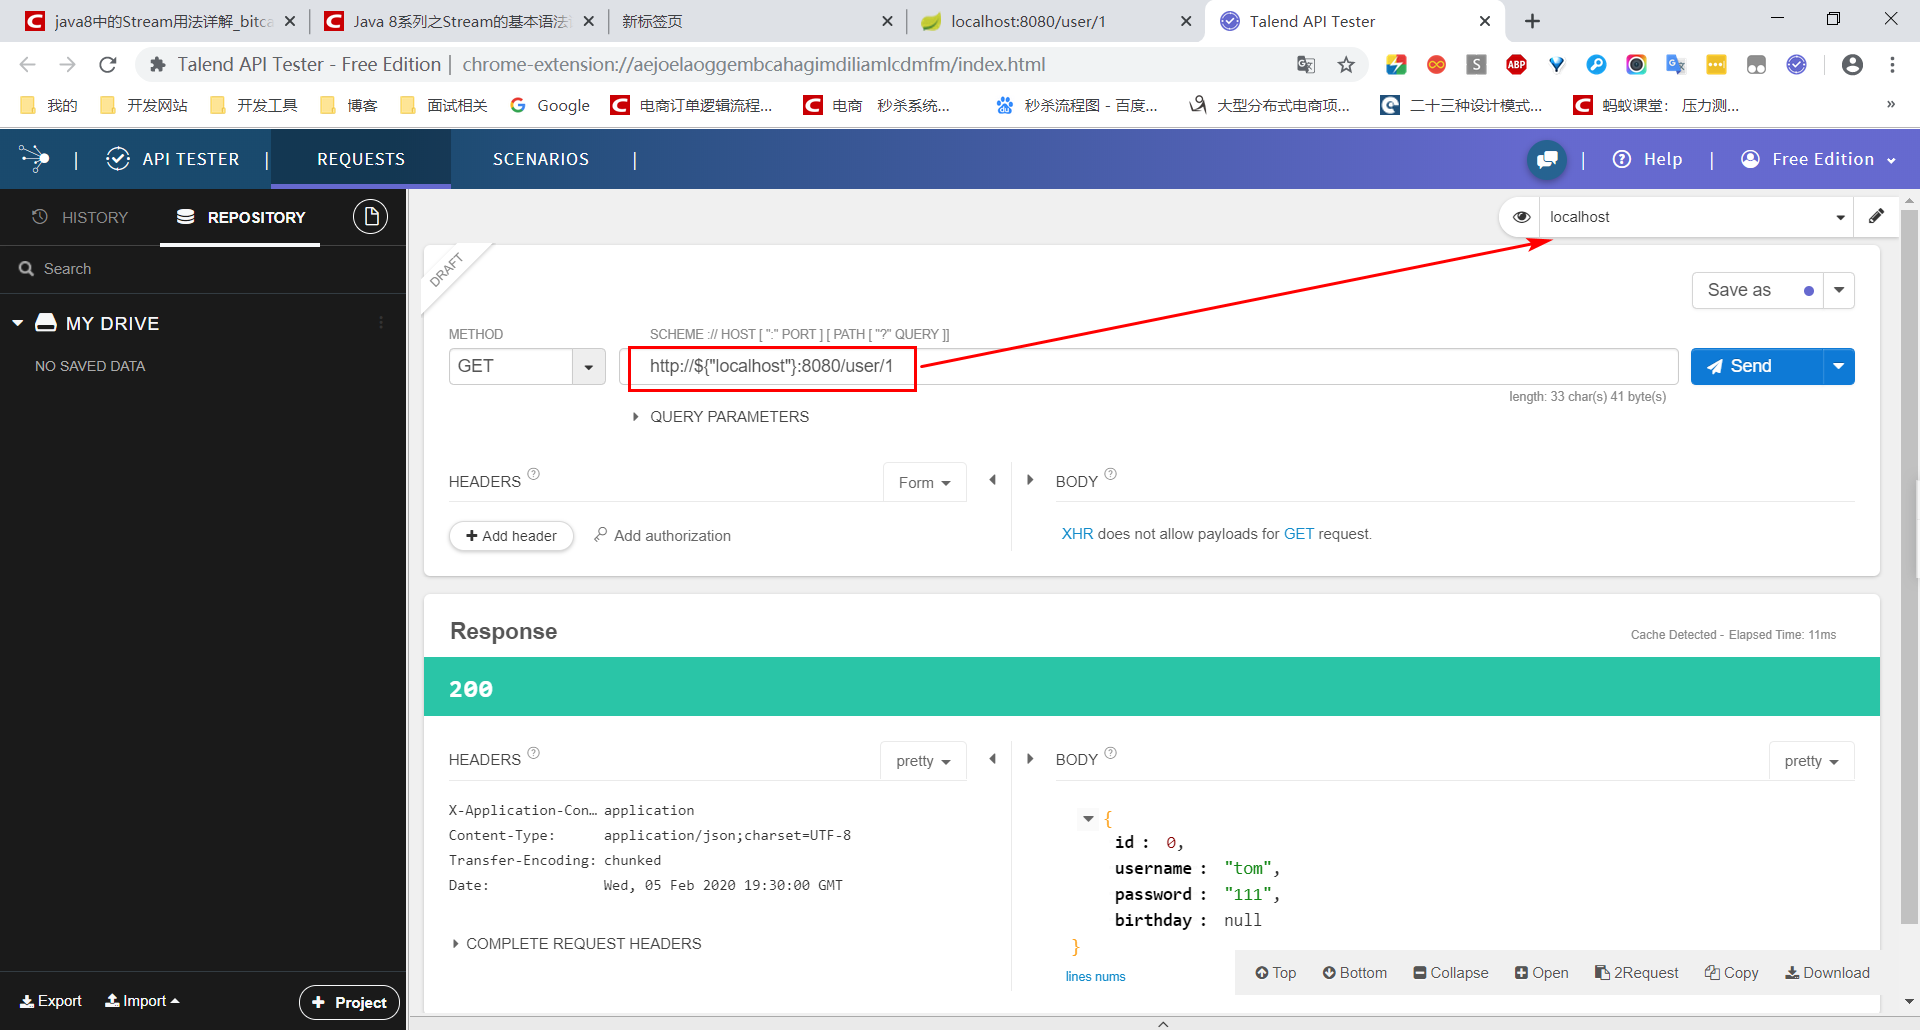 java8中的Stream用法详解_bitca
Java 8系列之Stream的基本语法
新标签页
localhost:8080/user/1
Talend API Tester
Talend API Tester - Free Edition | chrome-extension://aejoelaoggembcahagimdiliamlcdmfm/index.html
我的 开发网站 开发工具 博客 面试相关 Google 电商订单逻辑流程... 电商 秒杀系统... 秒杀流程图 - 百度... 大型分布式电商项... 二十三种设计模式... 蚂蚁课堂： 压力测... »
API TESTER | REQUESTS SCENARIOS | Help | Free Edition
HISTORY REPOSITORY
localhost
Search
DRAFT
Save as
MY DRIVE
NO SAVED DATA
METHOD
SCHEME :// HOST [ ":" PORT ] [ PATH [ "?" QUERY ]]
GET
http://${"localhost"}:8080/user/1
Send
length: 33 char(s) 41 byte(s)
QUERY PARAMETERS
HEADERS ?
Form
BODY ?
+ Add header
Add authorization
XHR does not allow payloads for GET request.
Response
Cache Detected - Elapsed Time: 11ms
200
HEADERS ?
pretty
BODY ?
pretty
X-Application-Con... application
Content-Type: application/json;charset=UTF-8
Transfer-Encoding: chunked
Date: Wed, 05 Feb 2020 19:30:00 GMT
COMPLETE REQUEST HEADERS
{
id : 0,
username : "tom",
password : "111",
birthday : null
}
lines nums
Top Bottom Collapse Open 2Request Copy Download
Export Import + Project